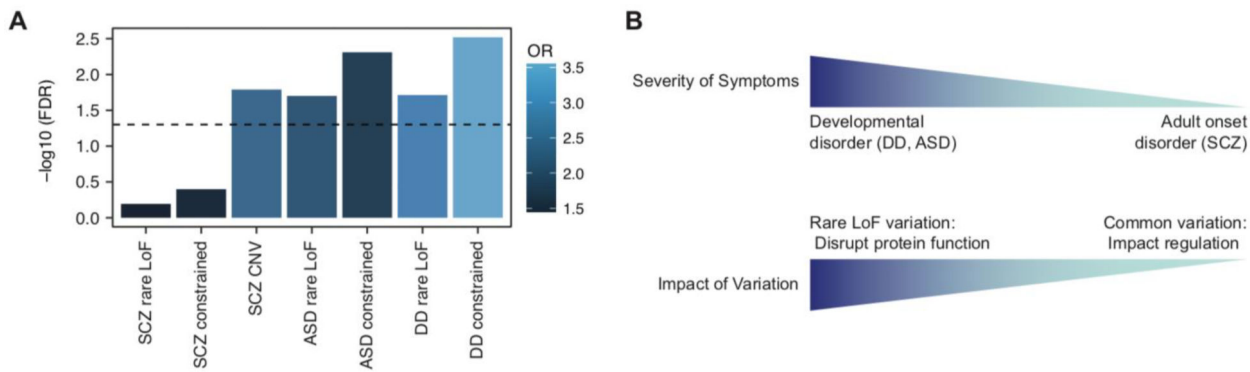 A
−log10 (FDR)
2.5
2.0
1.5
1.0
0.5
0.0
SCZ rare LoF
SCZ constrained
SCZ CNV
ASD rare LoF
ASD constrained
DD rare LoF
DD constrained
OR
3.5
3.0
2.5
2.0
1.5
B
Severity of Symptoms
Developmental
disorder (DD, ASD)
Adult onset
disorder (SCZ)
Rare LoF variation:
Disrupt protein function
Common variation:
Impact regulation
Impact of Variation